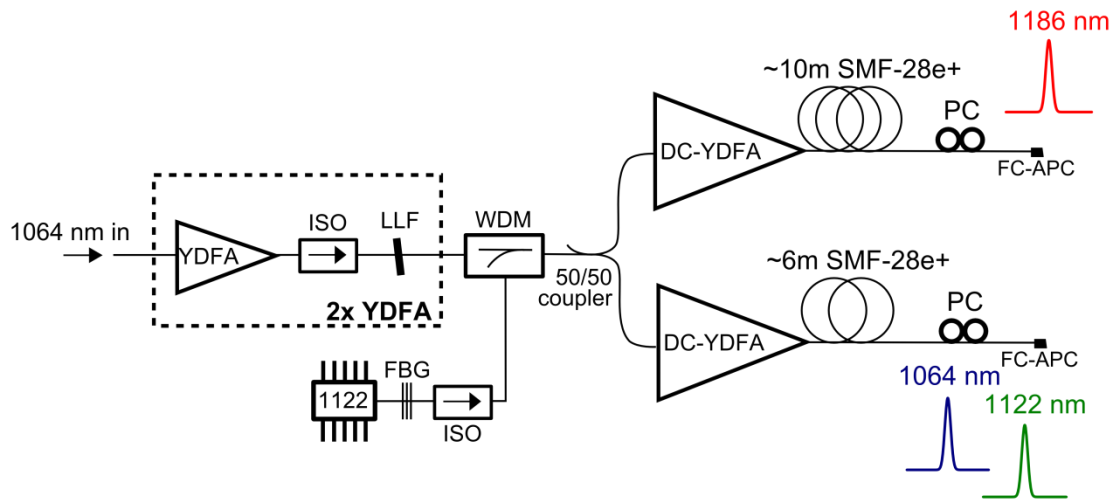 1186 nm
~10m SMF-28e+
PC
DC-YDFA
FC-APC
1064 nm in
YDFA
ISO
LLF
2x YDFA
WDM
50/50
coupler
~6m SMF-28e+
PC
DC-YDFA
FC-APC
1122
FBG
ISO
1064 nm
1122 nm